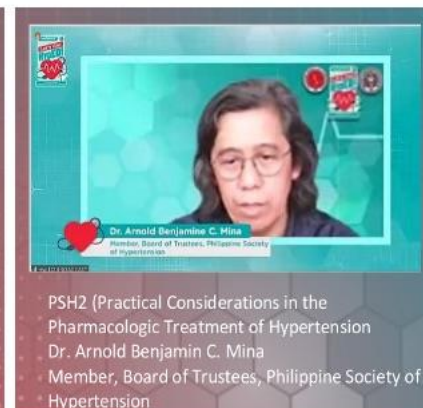 Dr. Arnold Benjamine C. Mina
Member, Board of Trustees, Philippine Society
of Hypertension
PSH2 (Practical Considerations in the
Pharmacologic Treatment of Hypertension
Dr. Arnold Benjamin C. Mina
Member, Board of Trustees, Philippine Society of
Hypertension